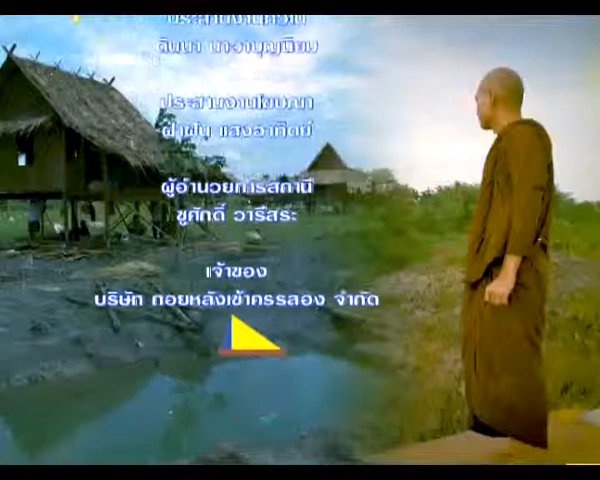 ประสานงานโฆษณา
ฝ่าฝน แสงอาทิตย์
ผู้อำนวยการสถานี
ชูศักดิ์ วารีสระ
เจ้าของ
บริษัท ถอยหลังเข้าครรลอง จำกัด